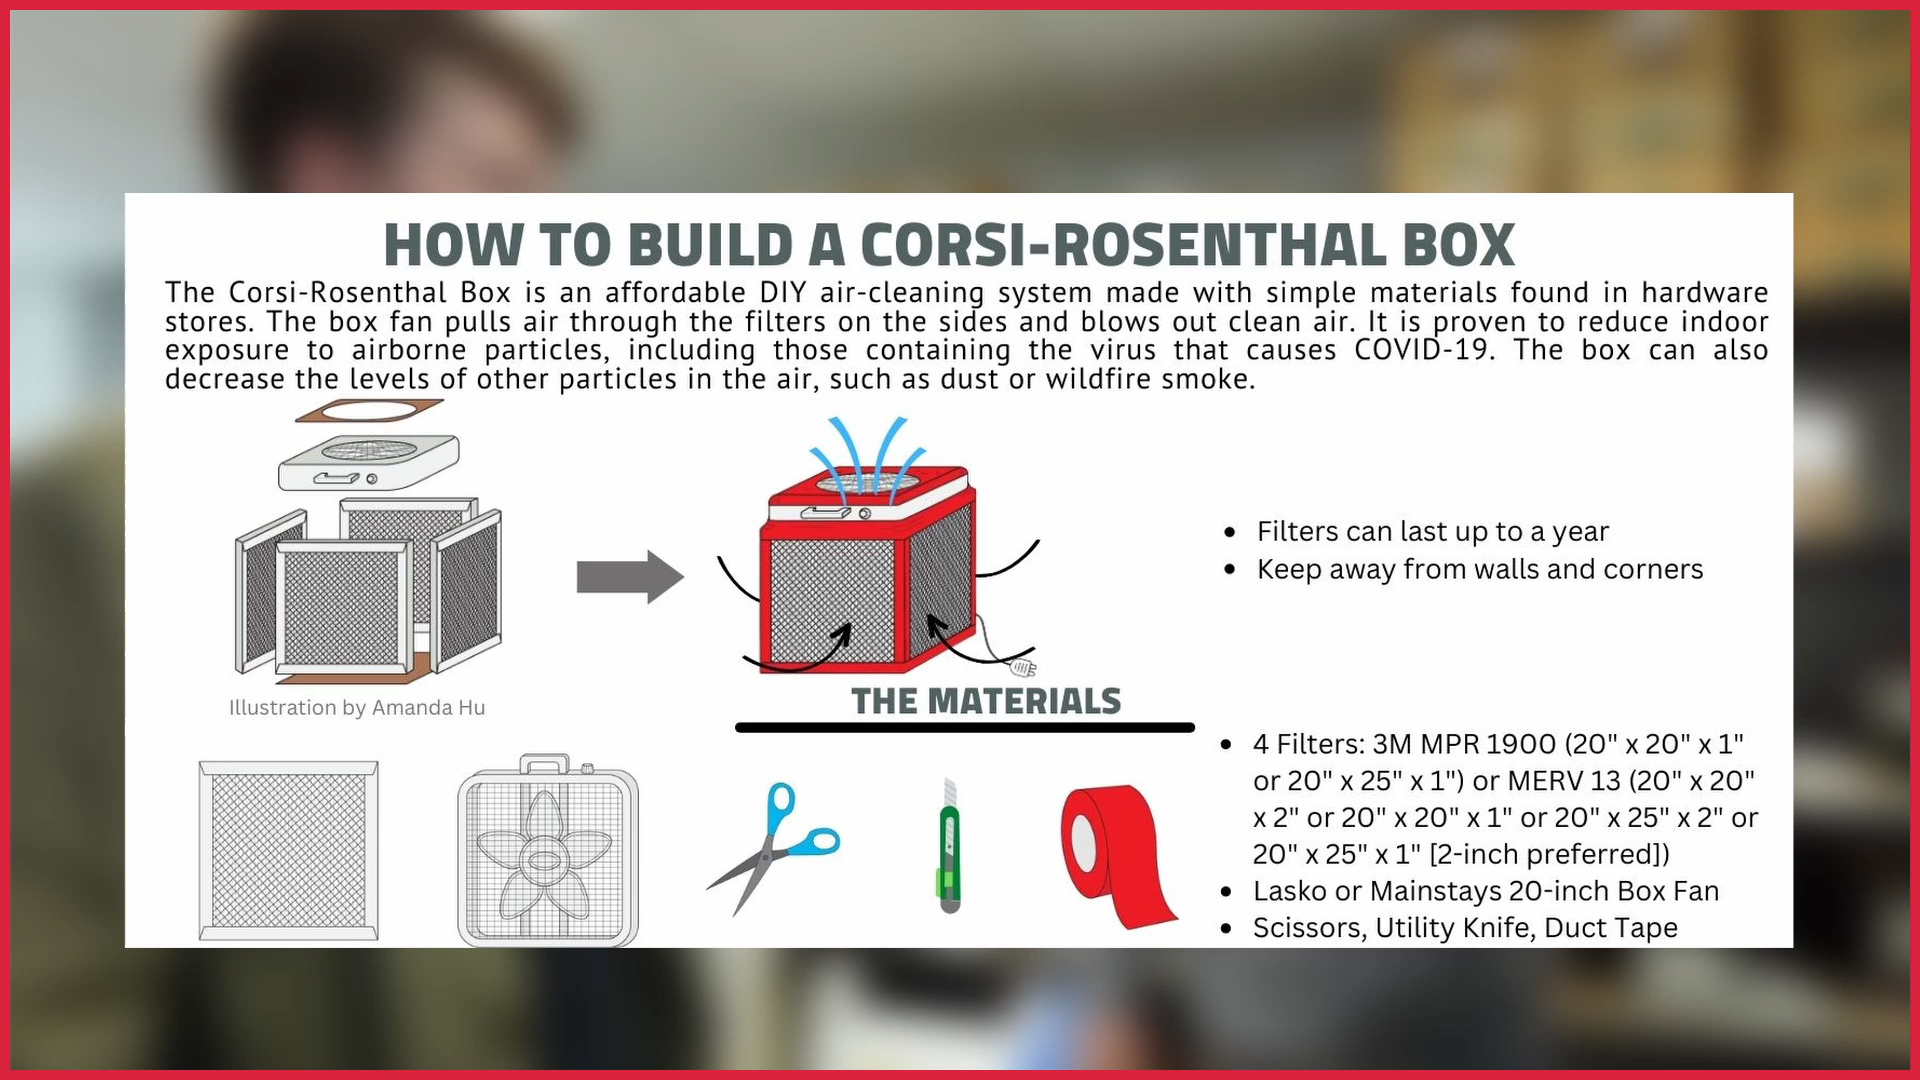 HOW TO BUILD A CORSI-ROSENTHAL BOX
The Corsi-Rosenthal Box is an affordable DIY air-cleaning system made with simple materials found in hardware
stores. The box fan pulls air through the filters on the sides and blows out clean air. It is proven to reduce indoor
exposure to airborne particles, including those containing the virus that causes COVID-19. The box can also
decrease the levels of other particles in the air, such as dust or wildfire smoke.
• Filters can last up to a year
• Keep away from walls and corners
Illustration by Amanda Hu
THE MATERIALS
• 4 Filters: 3M MPR 1900 (20" x 20" x 1"
or 20" x 25" x 1") or MERV 13 (20" x 20"
x 2" or 20" x 20" x 1" or 20" x 25" x 2" or
20" x 25" x 1" [2-inch preferred])
• Lasko or Mainstays 20-inch Box Fan
• Scissors, Utility Knife, Duct Tape